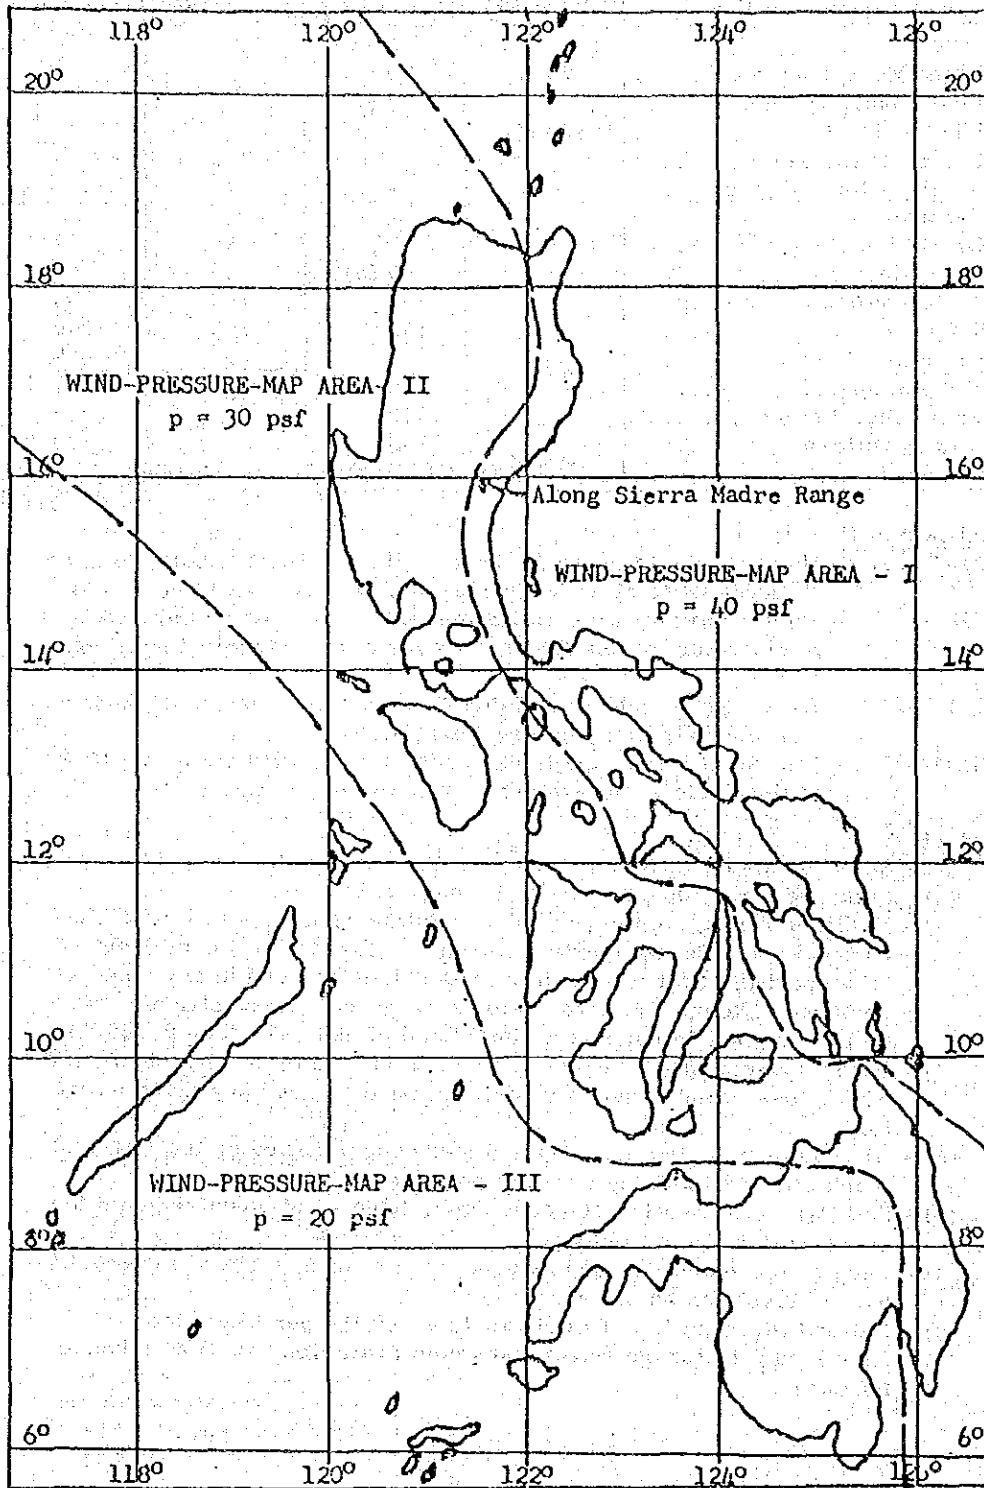 118° 120° 122° 124° 126°
20° 20°
18° 18°
WIND-PRESSURE-MAP AREA - II
p = 30 psf
16° 16°
Along Sierra Madre Range
WIND-PRESSURE-MAP AREA - I
p = 40 psf
14° 14°
12° 12°
10° 10°
WIND-PRESSURE-MAP AREA - III
p = 20 psf
8° 8°
6° 6°
118° 120° 122° 124° 126°